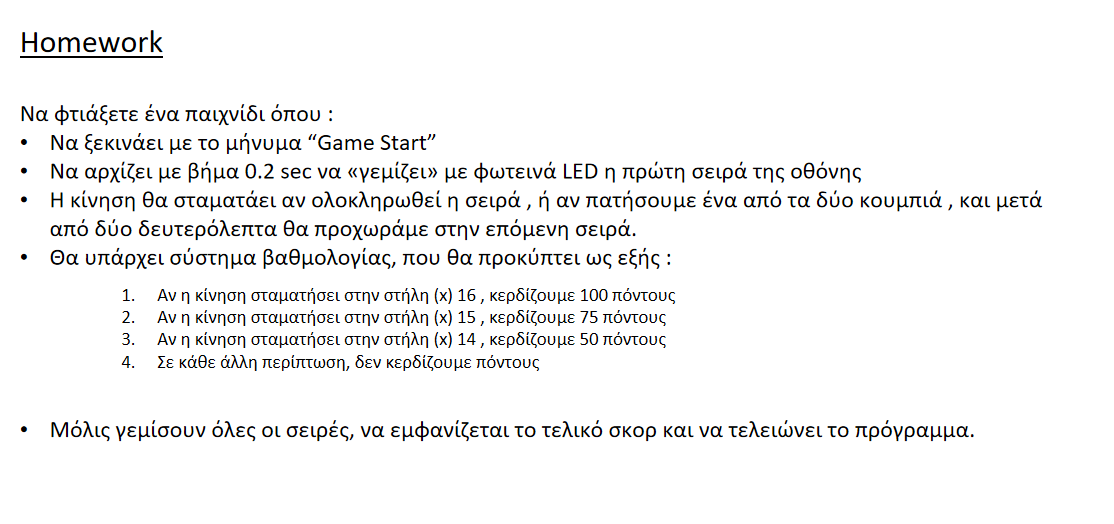 Homework
Να φτιάξετε ένα παιχνίδι όπου :
• Να ξεκινάει με το μήνυμα “Game Start”
• Να αρχίζει με βήμα 0.2 sec να «γεμίζει» με φωτεινά LED η πρώτη σειρά της οθόνης
• Η κίνηση θα σταματάει αν ολοκληρωθεί η σειρά , ή αν πατήσουμε ένα από τα δύο κουμπιά , και μετά
από δύο δευτερόλεπτα θα προχωράμε στην επόμενη σειρά.
• Θα υπάρχει σύστημα βαθμολογίας, που θα προκύπτει ως εξής :
1. Αν η κίνηση σταματήσει στην στήλη (x) 16 , κερδίζουμε 100 πόντους
2. Αν η κίνηση σταματήσει στην στήλη (x) 15 , κερδίζουμε 75 πόντους
3. Αν η κίνηση σταματήσει στην στήλη (x) 14 , κερδίζουμε 50 πόντους
4. Σε κάθε άλλη περίπτωση, δεν κερδίζουμε πόντους
• Μόλις γεμίσουν όλες οι σειρές, να εμφανίζεται το τελικό σκορ και να τελειώνει το πρόγραμμα.